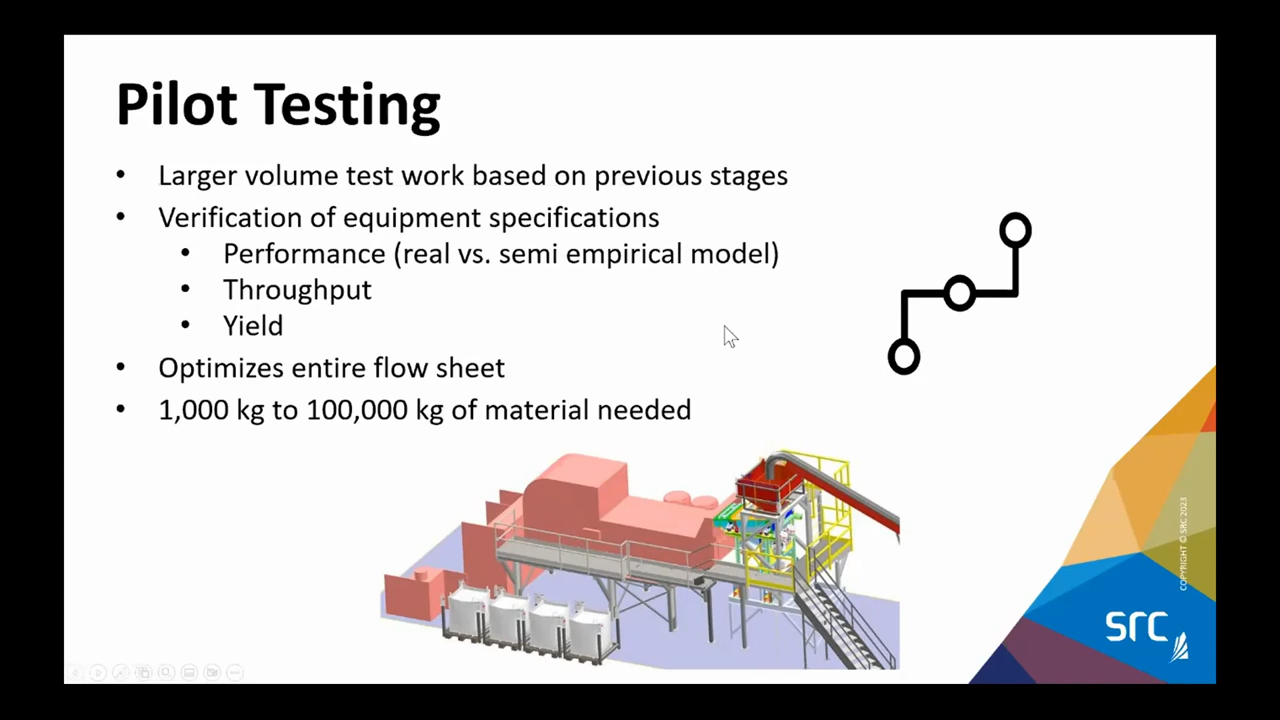 Pilot Testing
• Larger volume test work based on previous stages
• Verification of equipment specifications
• Performance (real vs. semi empirical model)
• Throughput
• Yield
• Optimizes entire flow sheet
• 1,000 kg to 100,000 kg of material needed
COPYRIGHT © SRC 2023
src